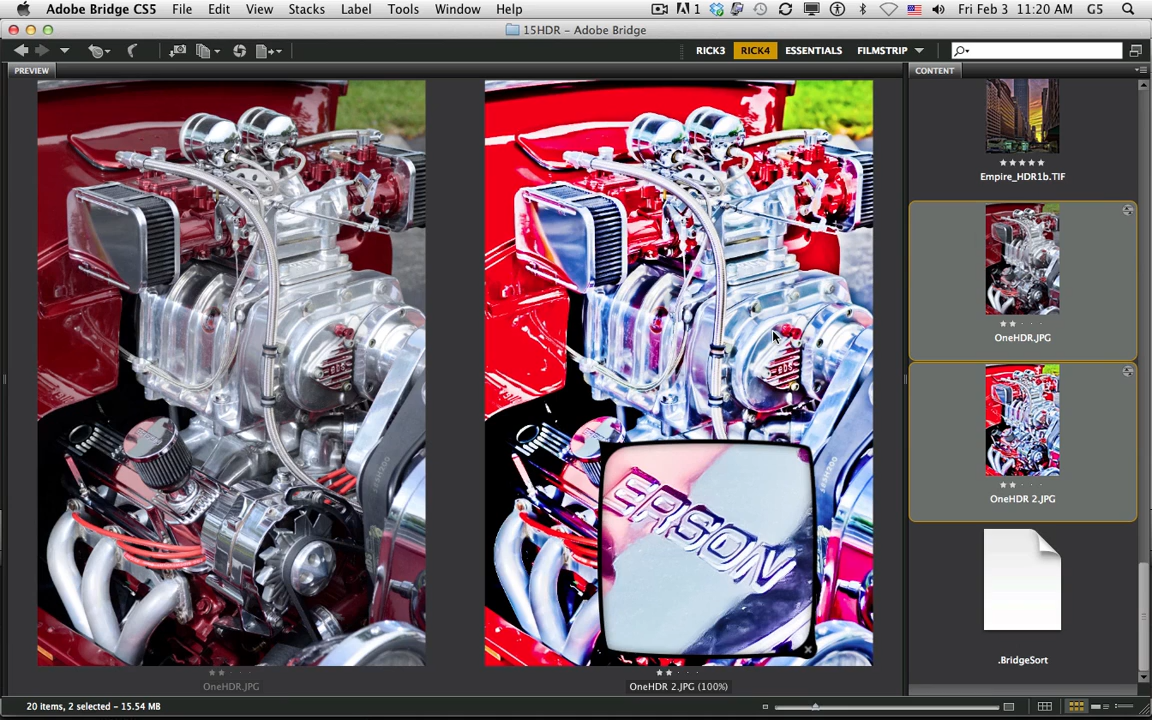 Adobe Bridge CS5 File Edit View Stacks Label Tools Window Help 1 Fri Feb 3 11:20 AM G5
15HDR – Adobe Bridge
RICK3 RICK4 ESSENTIALS FILMSTRIP
PREVIEW
CONTENT
Empire_HDR1b.TIF
OneHDR.JPG
OneHDR 2.JPG
.BridgeSort
ERSON
OneHDR.JPG
OneHDR 2.JPG (100%)
20 items, 2 selected – 15.54 MB